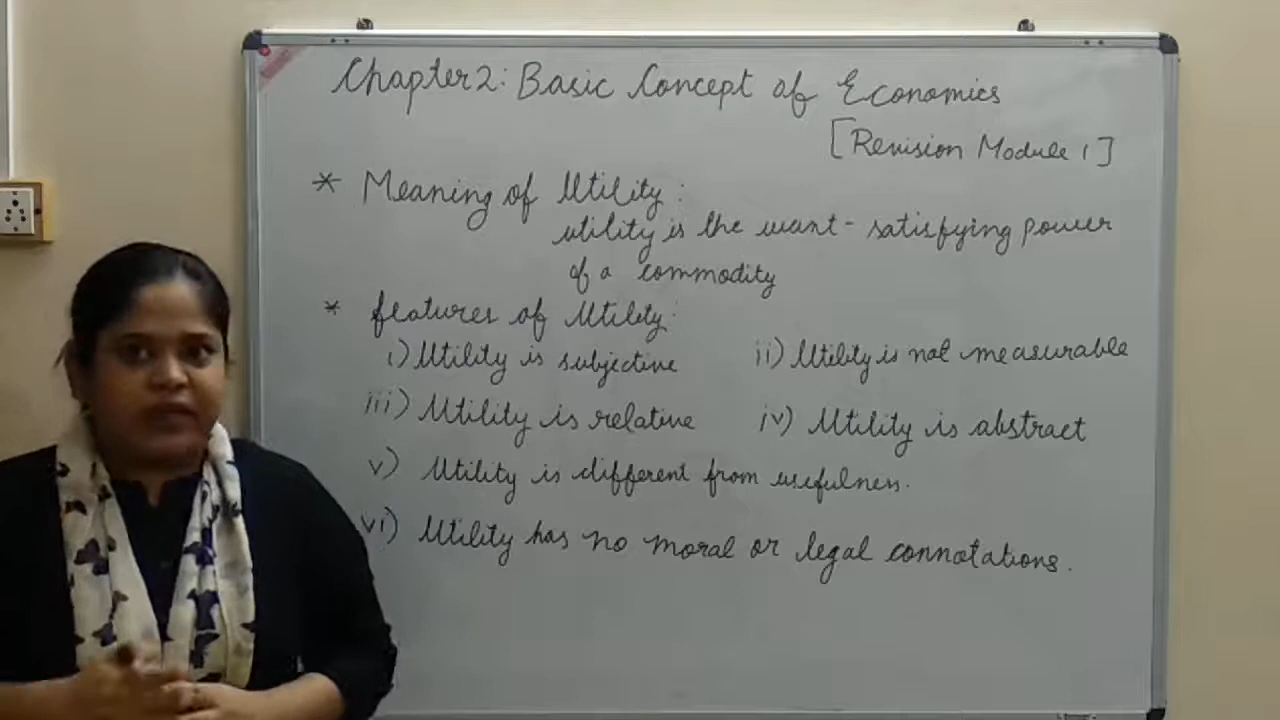 Chapter 2: Basic Concept of Economics
[Revision Module 1]
* Meaning of Utility:
utility is the want-satisfying power
of a commodity
* features of Utility:
i) Utility is subjective ii) Utility is not measurable
iii) Utility is relative iv) Utility is abstract
v) Utility is different from usefulness.
vi) Utility has no moral or legal connotations.